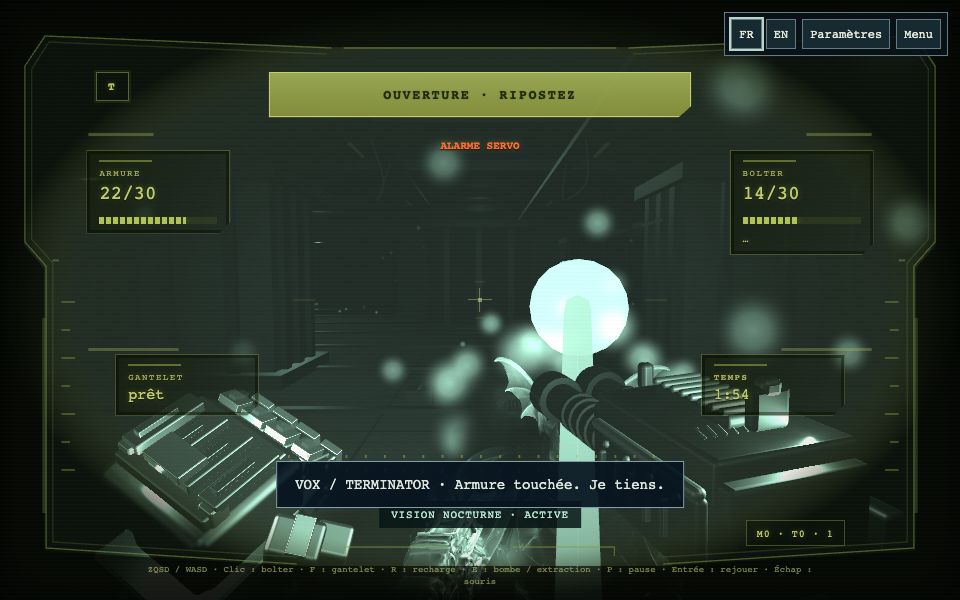 FR EN Paramètres Menu
T
OUVERTURE · RIPOSTEZ
ALARME SERVO
ARMURE
22/30
BOLTER
14/30
…
GANTELET
prêt
TEMPS
1:54
VOX / TERMINATOR · Armure touchée. Je tiens.
VISION NOCTURNE · ACTIVE
M0 · T0 · 1
ZQSD / WASD · Clic : bolter · F : gantelet · R : recharge · E : bombe / extraction · P : pause · Entrée : rejouer · Échap :
souris